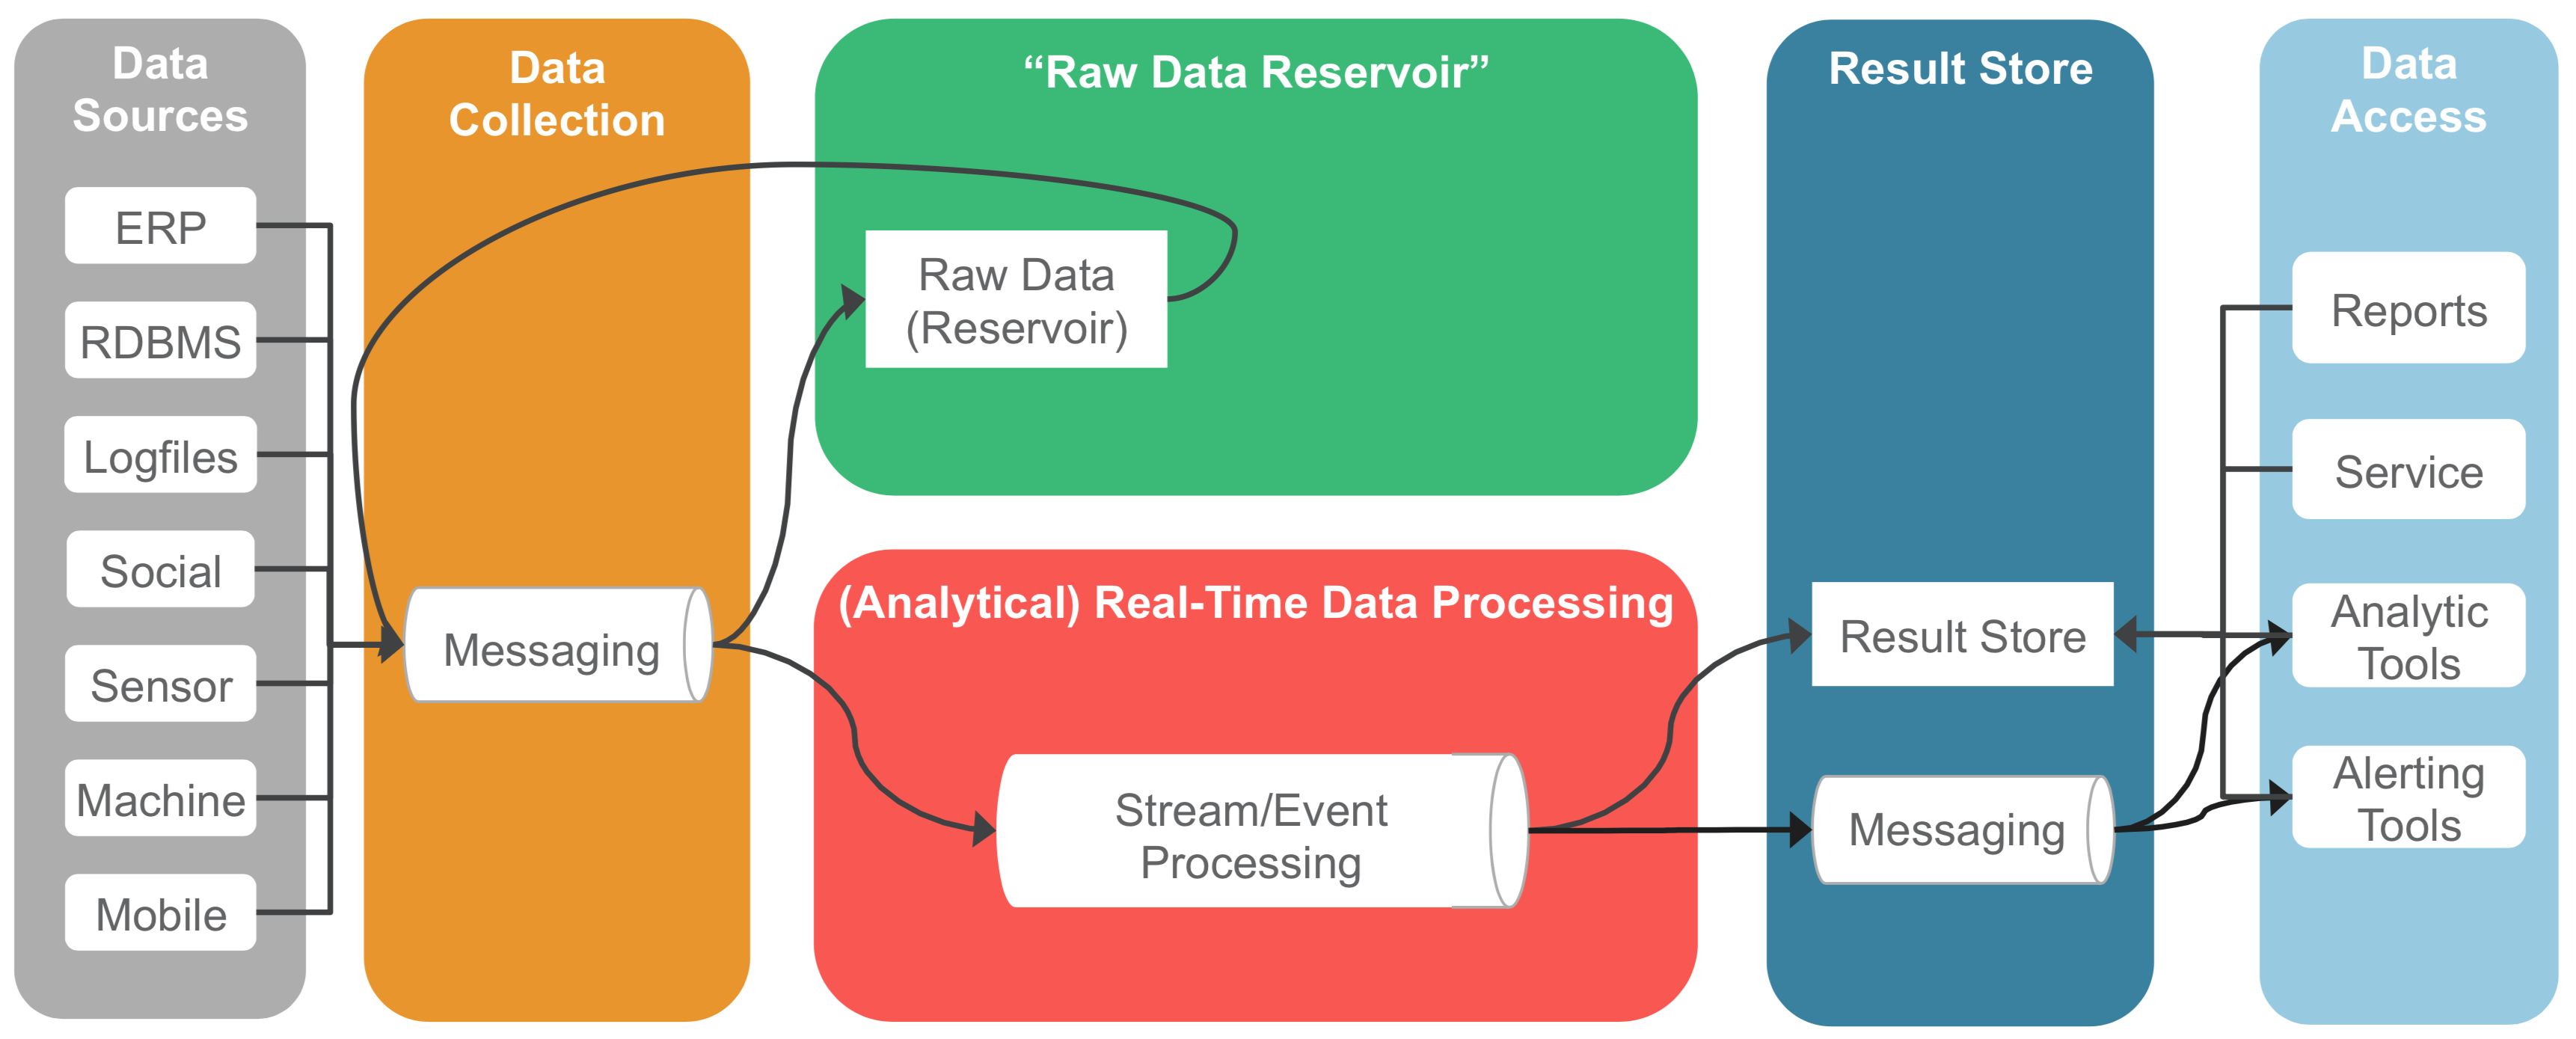 Data
Sources
ERP
RDBMS
Logfiles
Social
Sensor
Machine
Mobile
Data
Collection
Messaging
“Raw Data Reservoir”
Raw Data
(Reservoir)
(Analytical) Real-Time Data Processing
Stream/Event
Processing
Result Store
Result Store
Messaging
Data
Access
Reports
Service
Analytic
Tools
Alerting
Tools